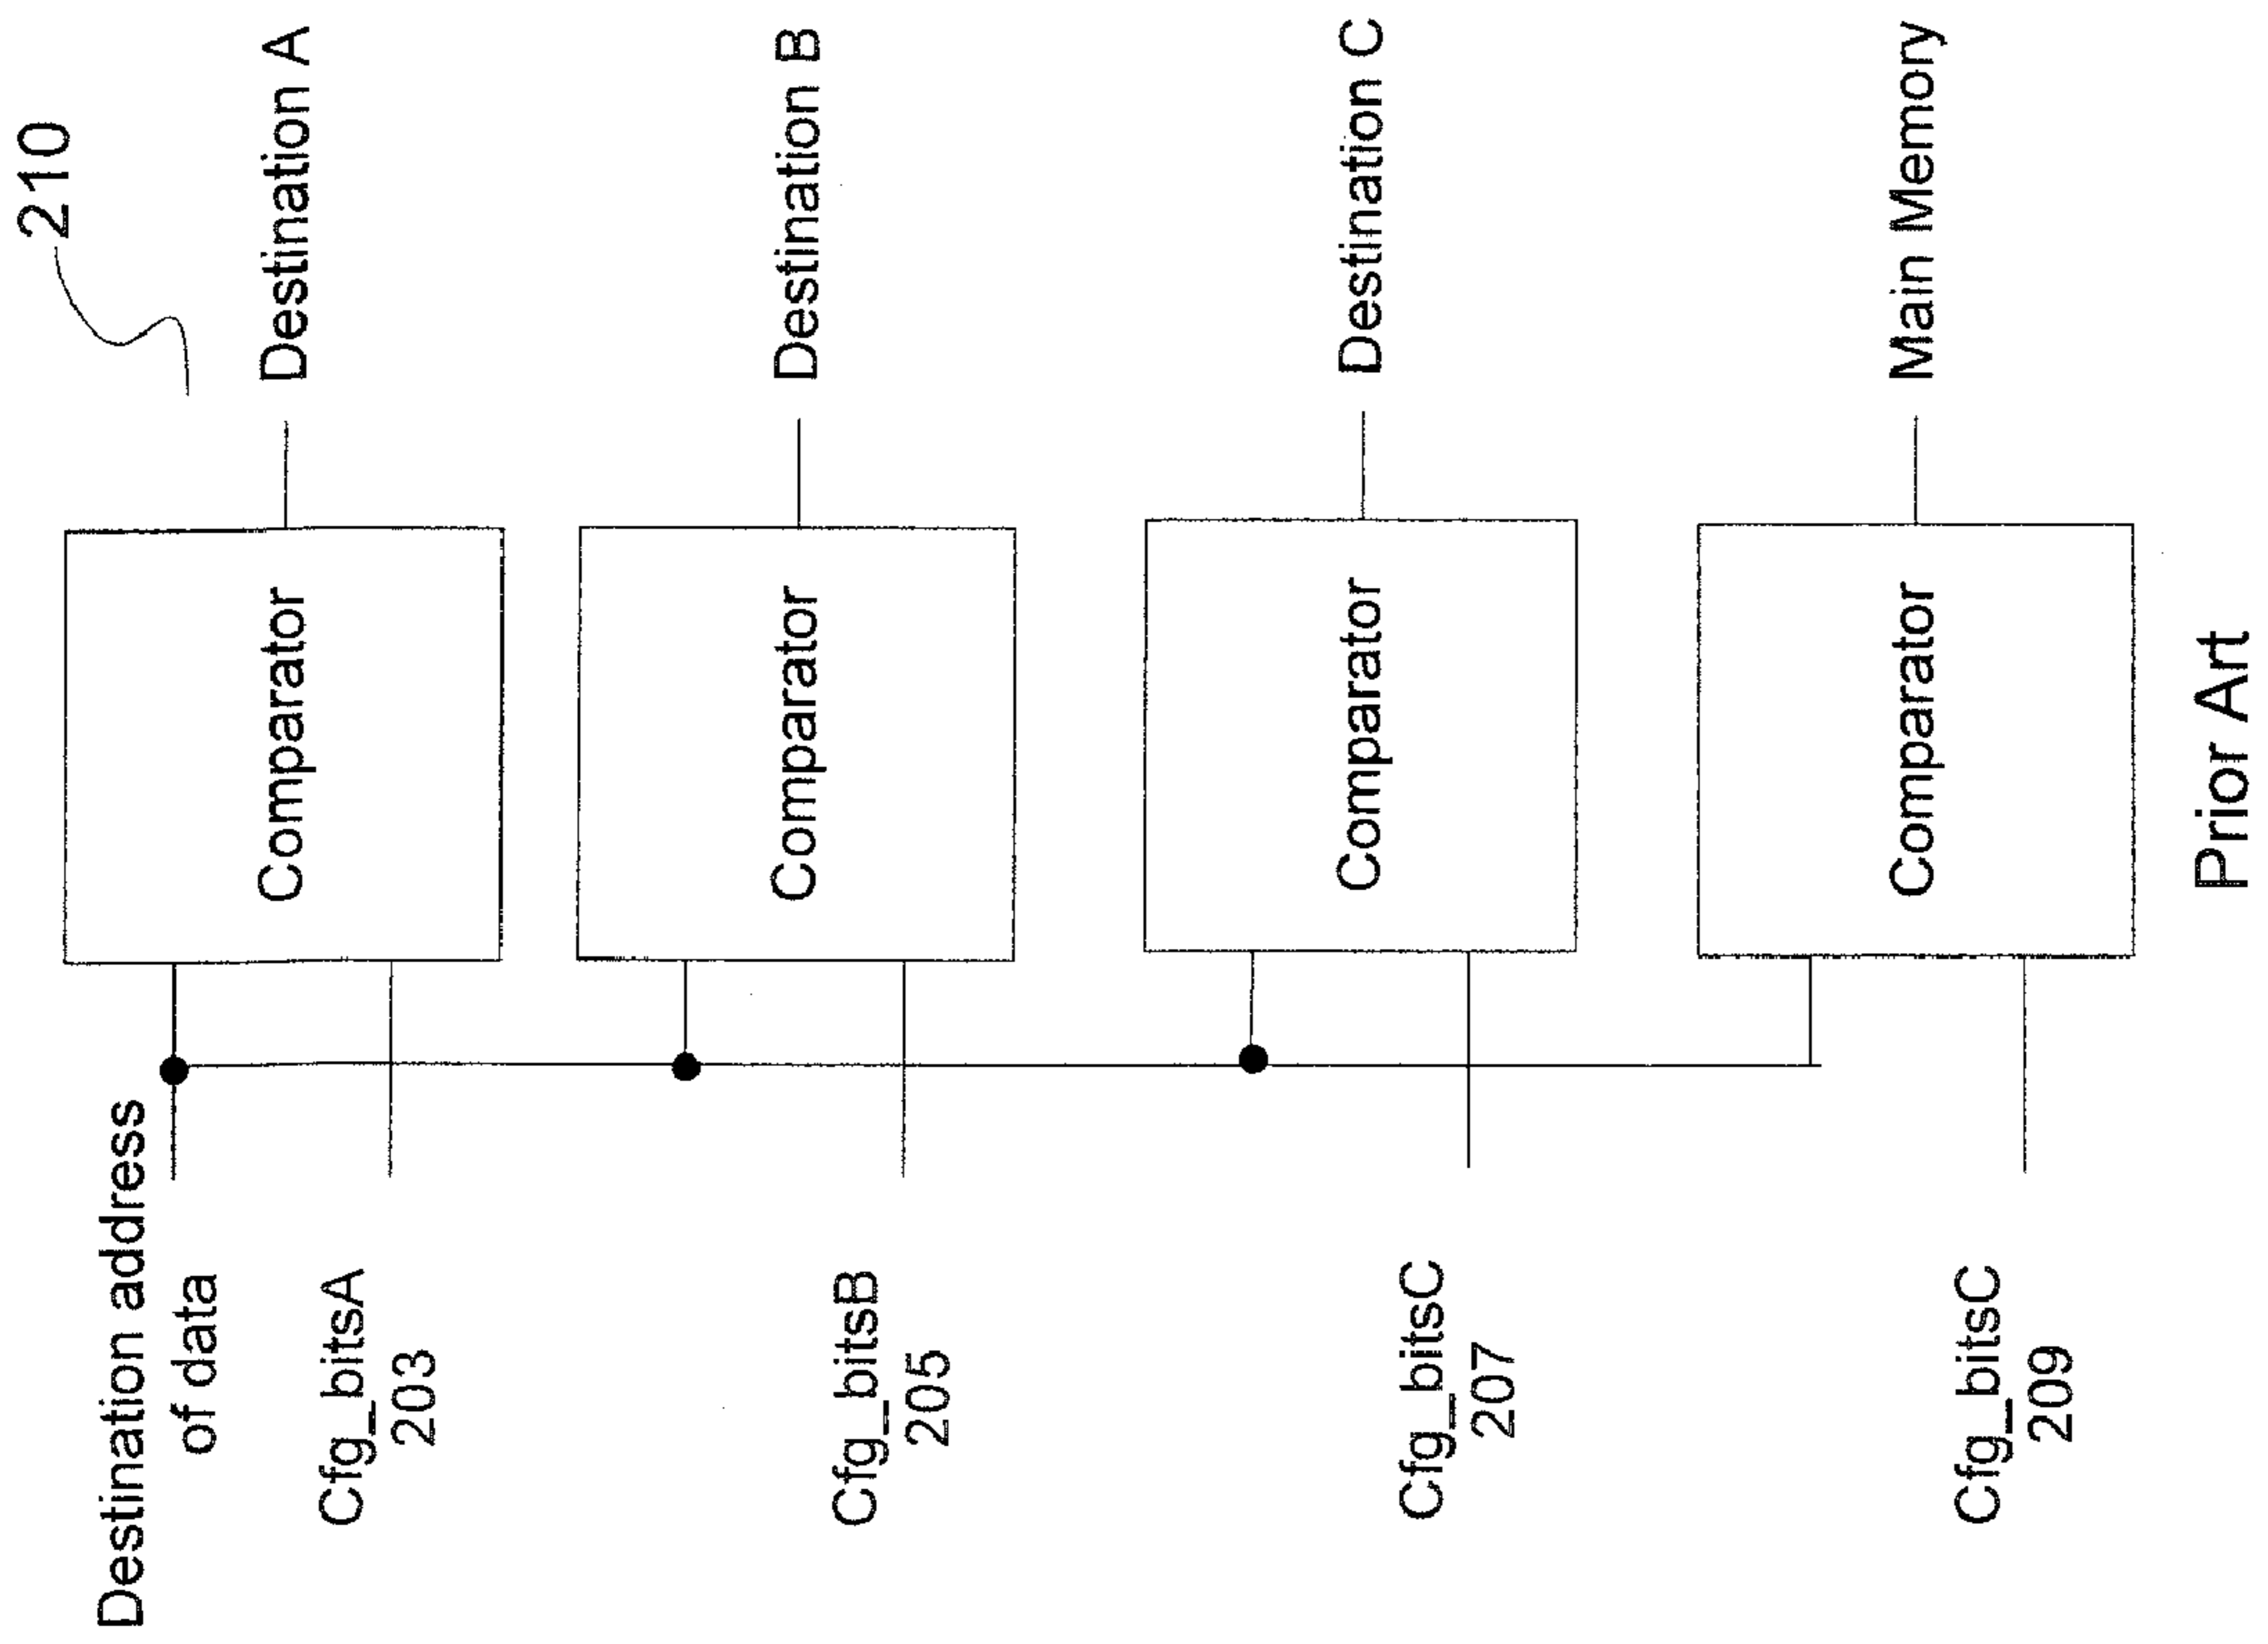 210
Destination address
of data
Cfg_bitsA
203
Comparator
Destination A
Cfg_bitsB
205
Comparator
Destination B
Cfg_bitsC
207
Comparator
Destination C
Cfg_bitsC
209
Comparator
Main Memory
Prior Art